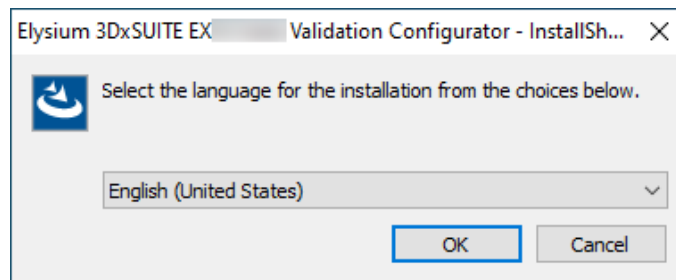 Elysium 3DxSUITE EX Validation Configurator - InstallSh...
Select the language for the installation from the choices below.
English (United States)
OK Cancel